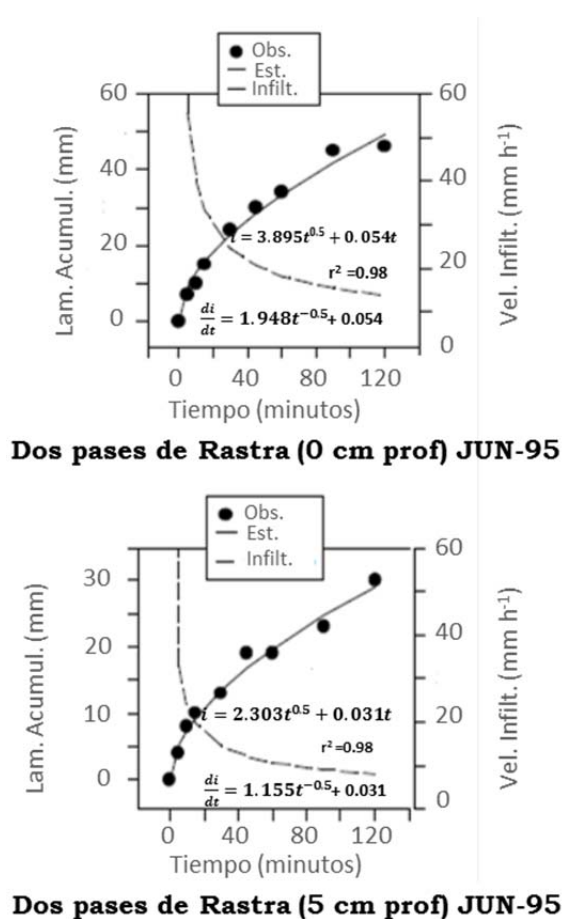 Obs.
Est.
Infilt.
60
40
20
0
Lam. Acumul. (mm)
60
40
20
0
Vel. Infilt. (mm h-1)
i = 3.895t^0.5 + 0.054t
r² =0.98
di/dt = 1.948t^-0.5 + 0.054
0 40 80 120
Tiempo (minutos)
Dos pases de Rastra (0 cm prof) JUN-95
Obs.
Est.
Infilt.
30
20
10
0
Lam. Acumul. (mm)
60
40
20
0
Vel. Infilt. (mm h-1)
i = 2.303t^0.5 + 0.031t
r² =0.98
di/dt = 1.155t^-0.5 + 0.031
0 40 80 120
Tiempo (minutos)
Dos pases de Rastra (5 cm prof) JUN-95